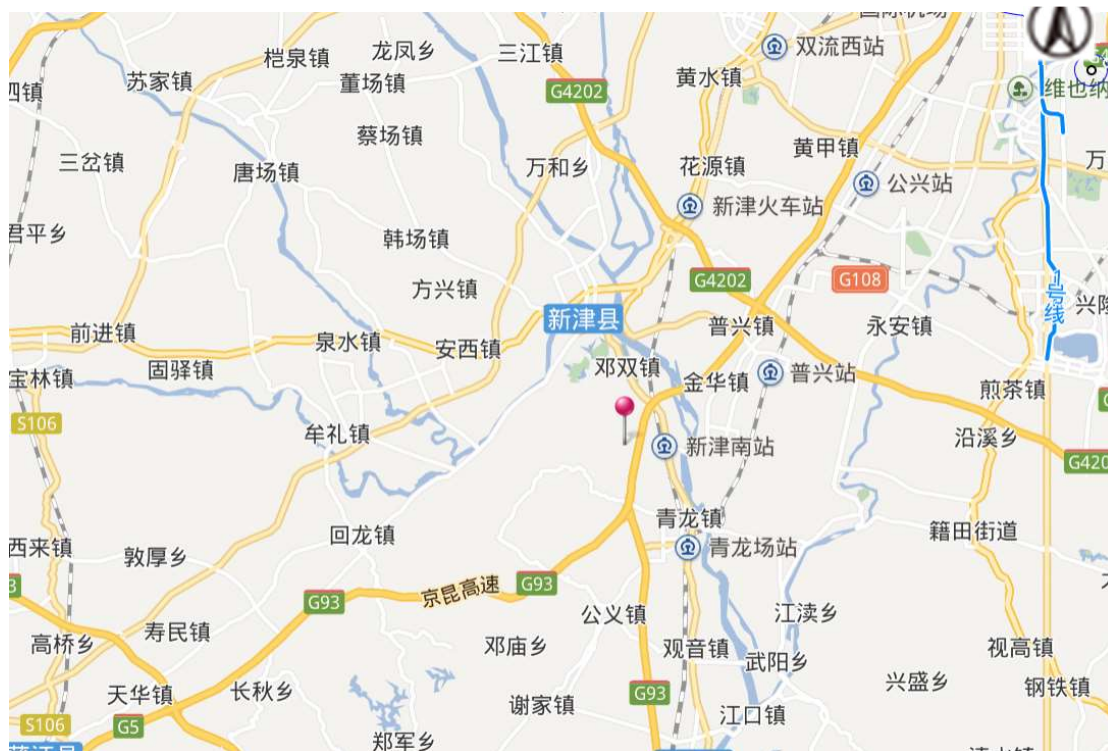 双流西站
桤泉镇
龙凤乡
三江镇
苏家镇
董场镇
G4202
黄水镇
维也纳
蔡场镇
三岔镇
唐场镇
万和乡
花源镇
黄甲镇
公兴站
新津火车站
君平乡
韩场镇
方兴镇
G4202
G108
1号线
新津县
普兴镇
永安镇
前进镇
泉水镇
安西镇
固驿镇
宝林镇
邓双镇
金华镇
普兴站
煎茶镇
S106
牟礼镇
新津南站
沿溪乡
G420
青龙镇
籍田街道
回龙镇
西来镇
敦厚乡
青龙场站
G93
京昆高速
G93
公义镇
江渎乡
寿民镇
高桥乡
邓庙乡
观音镇
武阳乡
视高镇
天华镇
长秋乡
谢家镇
G93
兴盛乡
钢铁镇
S106
G5
郑军乡
江口镇